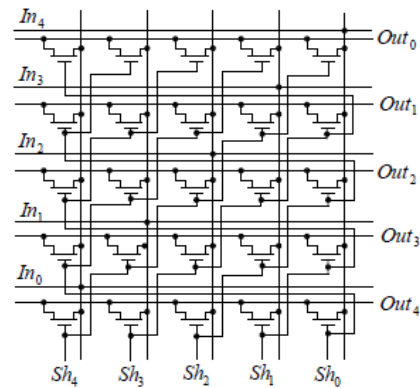 In₄
Out₀
In₃
Out₁
In₂
Out₂
In₁
Out₃
In₀
Out₄
Sh₄ Sh₃ Sh₂ Sh₁ Sh₀